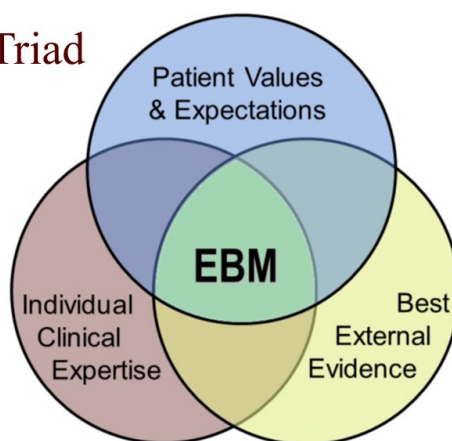 Triad
Patient Values
& Expectations
EBM
Individual
Clinical
Expertise
Best
External
Evidence